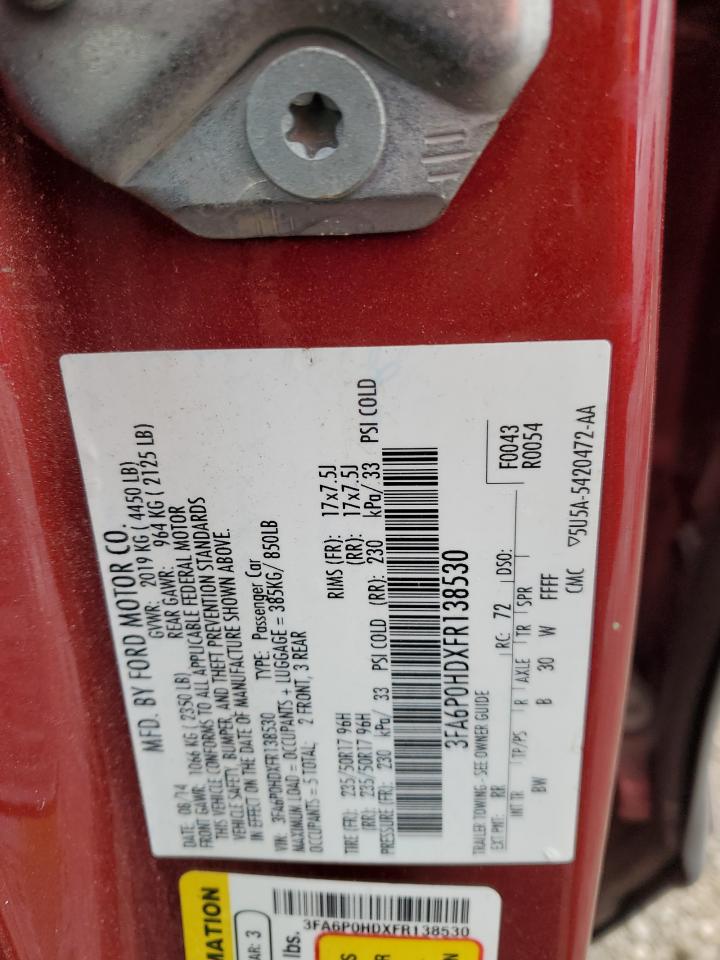 MFD. BY FORD MOTOR CO.
DATE: 08/14 GVWR: 2019 KG ( 4450 LB)
FRONT GAWR: 1066 KG ( 2350 LB) REAR GAWR: 964 KG ( 2125 LB)
THIS VEHICLE CONFORMS TO ALL APPLICABLE FEDERAL MOTOR
VEHICLE SAFETY, BUMPER, AND THEFT PREVENTION STANDARDS
IN EFFECT ON THE DATE OF MANUFACTURE SHOWN ABOVE.
VIN: 3FA6P0HDXFR138530 TYPE: Passenger Car
MAXIMUM LOAD = OCCUPANTS + LUGGAGE = 385KG/ 850LB
OCCUPANTS = 5 TOTAL; 2 FRONT, 3 REAR
TIRE (FR): 235/50R17 96H RIMS (FR): 17x7.5J
(RR): 235/50R17 96H (RR): 17x7.5J
PRESSURE (FR): 230 kPa/ 33 PSI COLD (RR): 230 kPa/ 33 PSI COLD
3FA6P0HDXFR138530
TRAILER TOWING - SEE OWNER GUIDE
F0043
R0054
EXT PNT: RR RC: 72 DSO:
INT TR TP/PS R AXLE TR SPR
BW B 30 W FFFF
CMC ▽5U5A-5420472-AA
3FA6P0HDXFR138530
lbs.